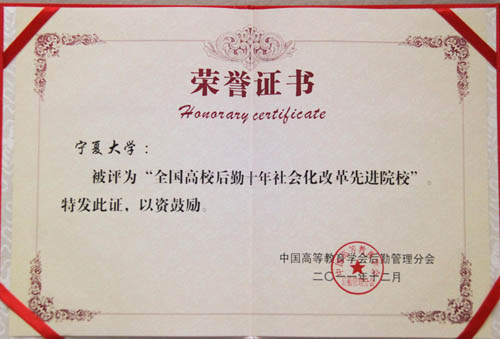 荣誉证书
Honorary certificate
宁夏大学：
被评为“全国高校后勤十年社会化改革先进院校”。
特发此证，以资鼓励。
中国高等教育学会后勤管理分会
二〇一一年十二月